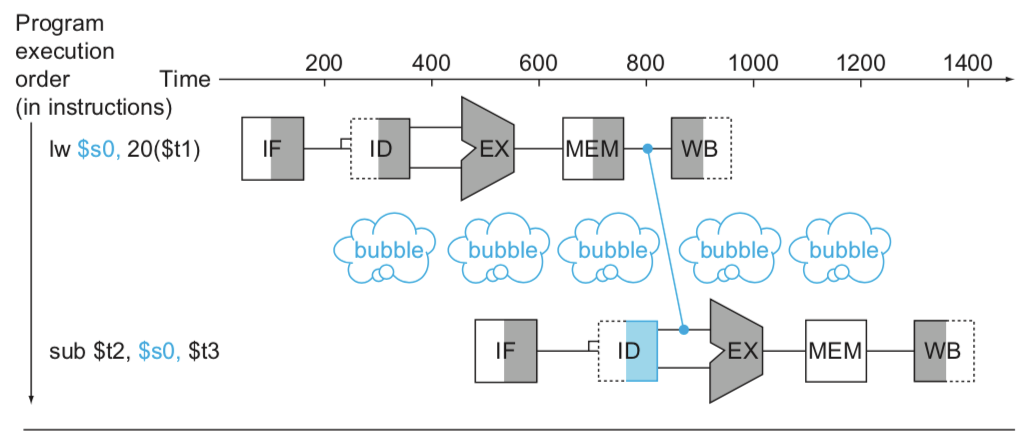 Program
execution
order
(in instructions)
Time
200 400 600 800 1000 1200 1400
lw $s0, 20($t1)
IF ID EX MEM WB
bubble bubble bubble bubble bubble
sub $t2, $s0, $t3
IF ID EX MEM WB